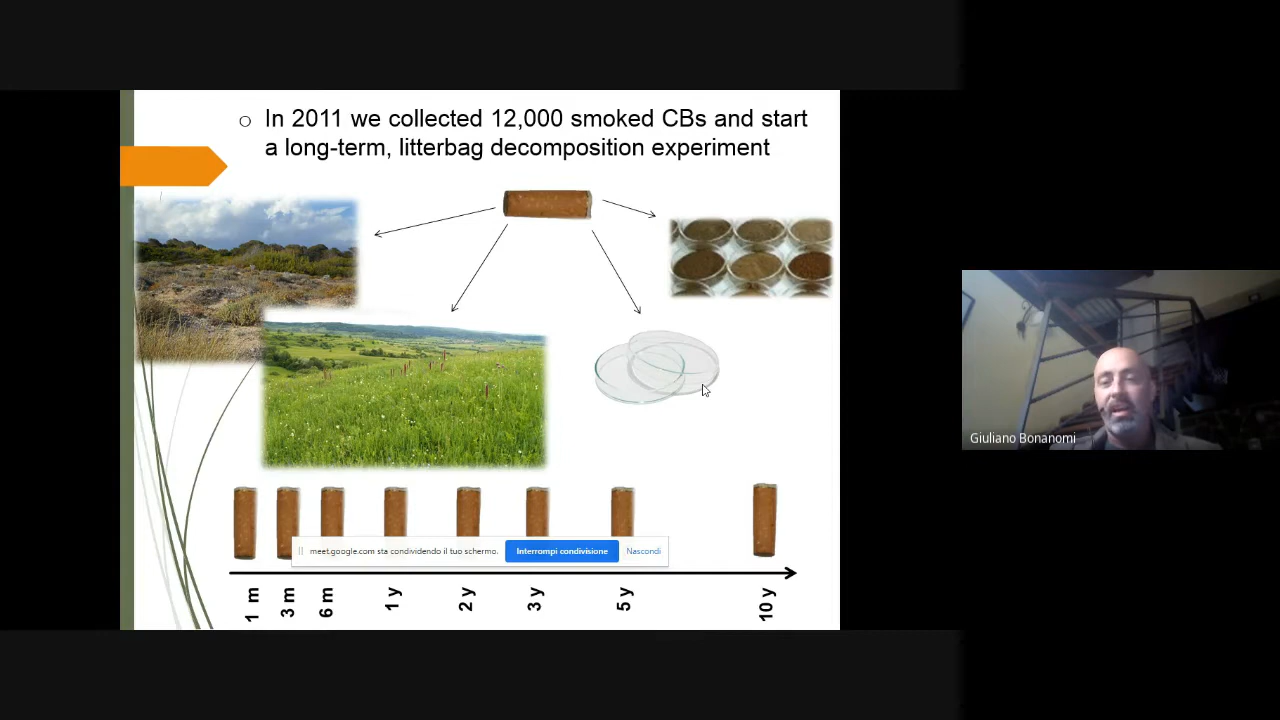 o In 2011 we collected 12,000 smoked CBs and start
a long-term, litterbag decomposition experiment
Giuliano Bonanomi
meet.google.com sta condividendo il tuo schermo. Interrompi condivisione Nascondi
1 m 3 m 6 m 1 y 2 y 3 y 5 y 10 y